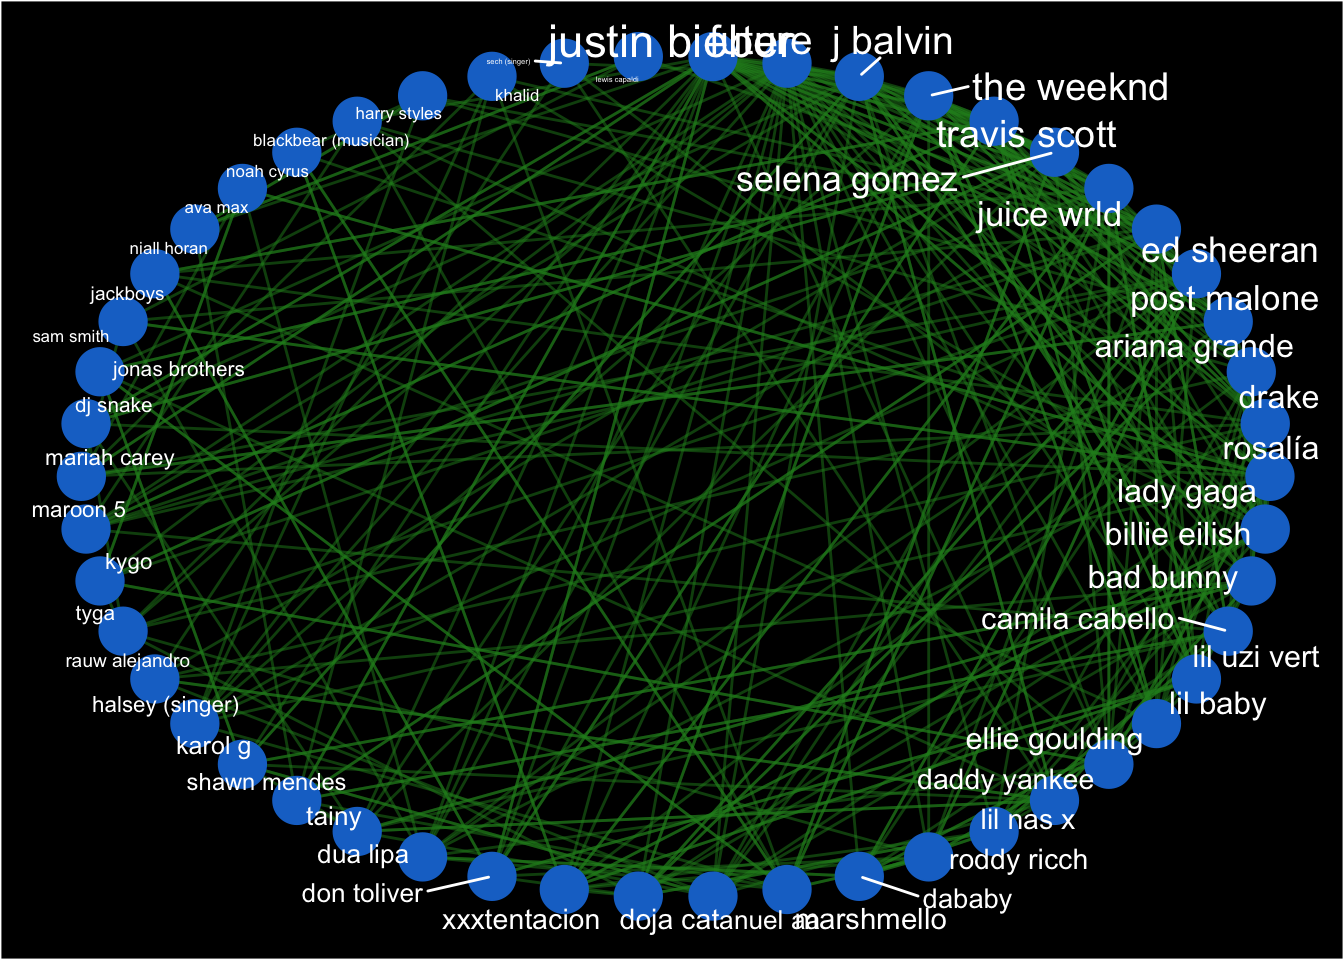 justin bieber
future
j balvin
sech (singer)
lewis capaldi
the weeknd
khalid
harry styles
travis scott
blackbear (musician)
noah cyrus
selena gomez
ava max
juice wrld
niall horan
ed sheeran
jackboys
post malone
sam smith
ariana grande
jonas brothers
dj snake
drake
mariah carey
rosalía
maroon 5
lady gaga
kygo
billie eilish
bad bunny
tyga
camila cabello
rauw alejandro
lil uzi vert
halsey (singer)
lil baby
karol g
ellie goulding
shawn mendes
daddy yankee
tainy
lil nas x
dua lipa
roddy ricch
don toliver
dababy
xxxtentacion
doja cat
anuel aa
marshmello